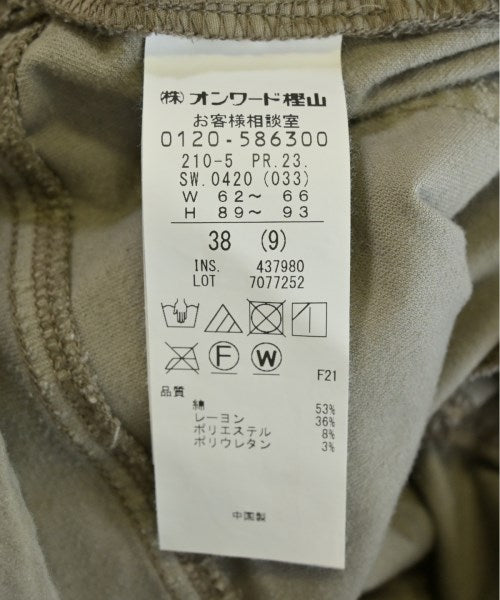 (株) オンワード樫山
お客様相談室
0120-586300
210-5 PR.23.
SW.0420 (033)
W 62～ 66
H 89～ 93
38 (9)
INS. 437980
LOT 7077252
F W
F21
品質
綿 53%
レーヨン 36%
ポリエステル 8%
ポリウレタン 3%
中国製